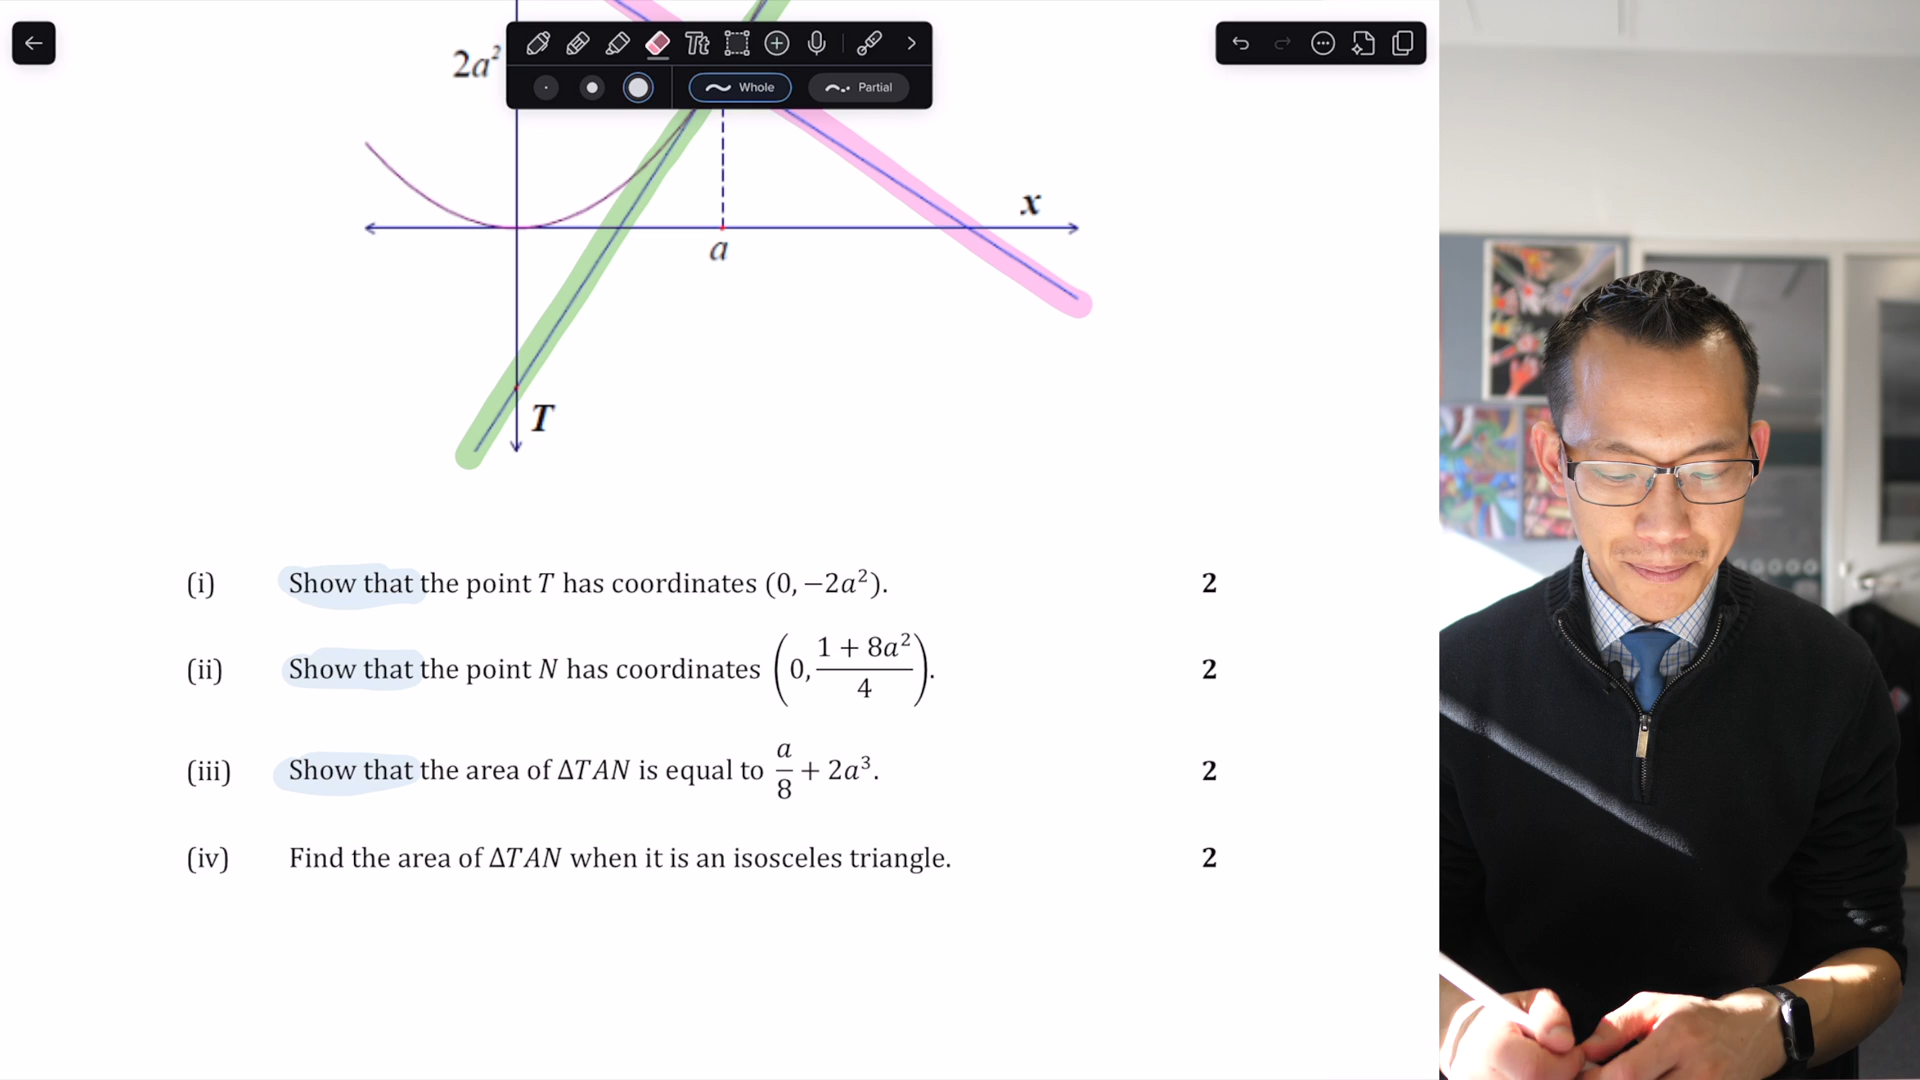 2a²
Tt
Whole Partial
x
a
T
(i) Show that the point T has coordinates (0, −2a²). 2
(ii) Show that the point N has coordinates (0, (1 + 8a²)/4). 2
(iii) Show that the area of ΔTAN is equal to a/8 + 2a³. 2
(iv) Find the area of ΔTAN when it is an isosceles triangle. 2